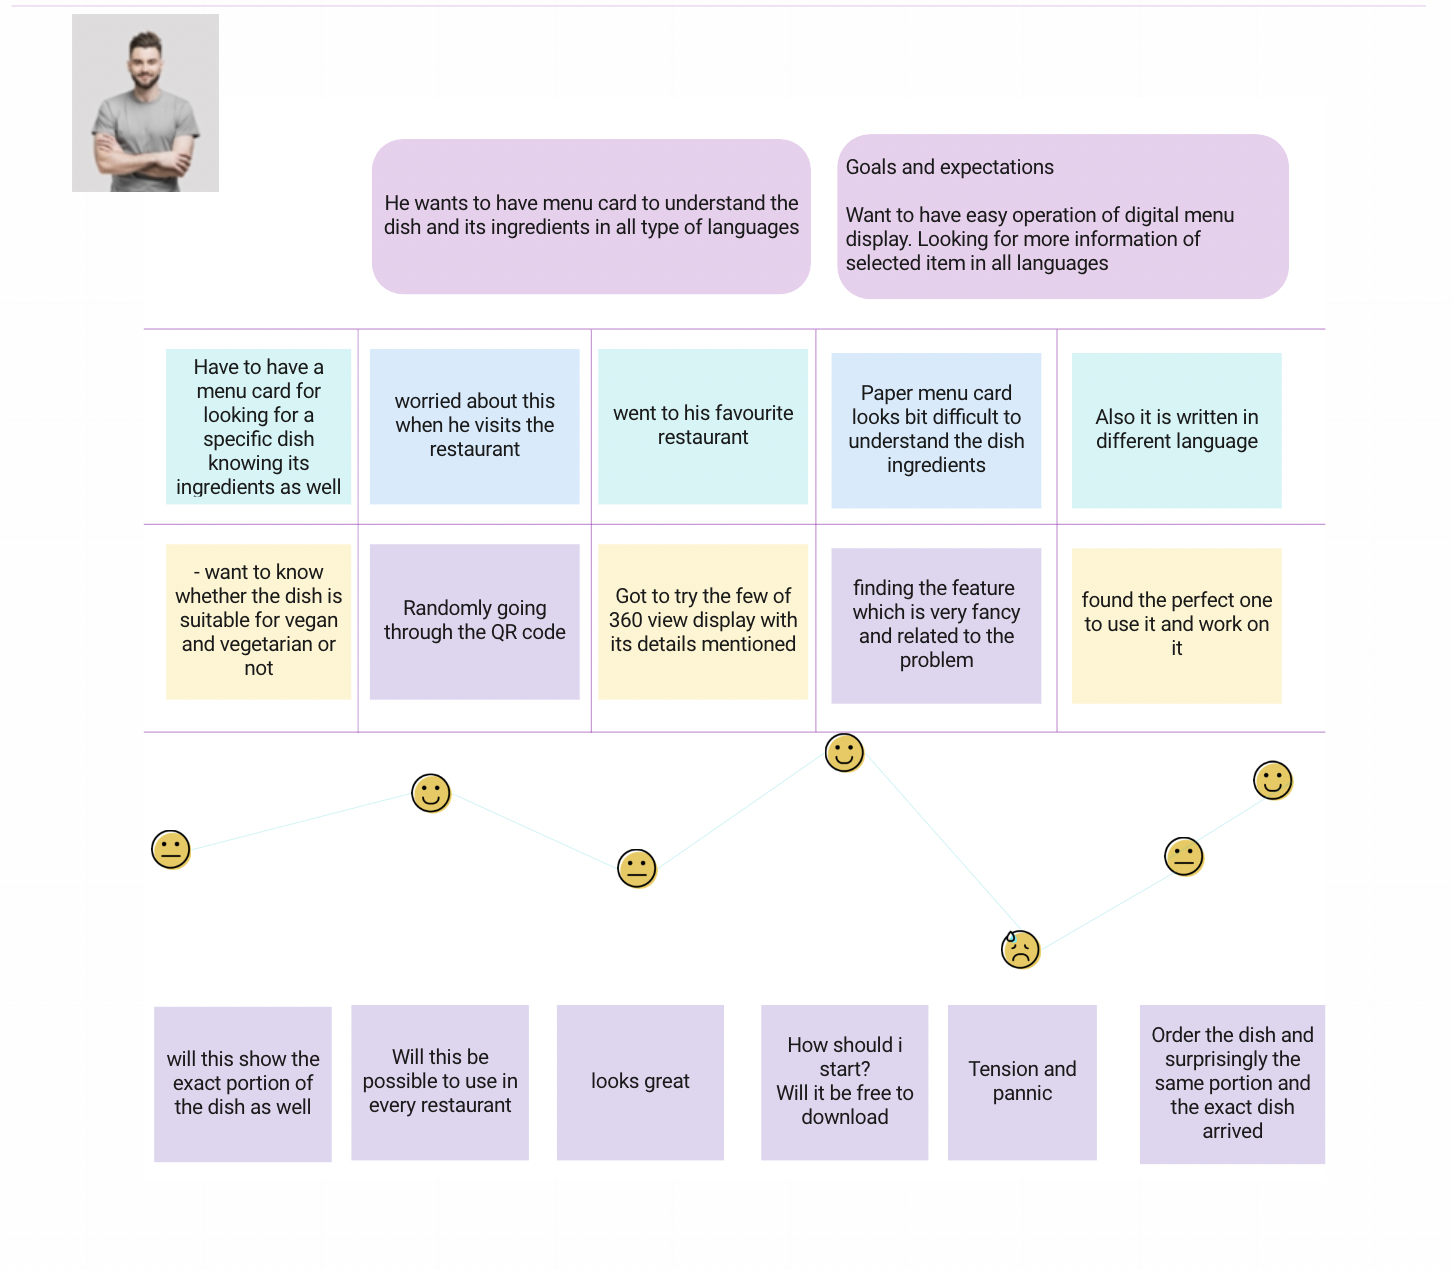 He wants to have menu card to understand the
dish and its ingredients in all type of languages
Goals and expectations
Want to have easy operation of digital menu
display. Looking for more information of
selected item in all languages
Have to have a
menu card for
looking for a
specific dish
knowing its
ingredients as well
worried about this
when he visits the
restaurant
went to his favourite
restaurant
Paper menu card
looks bit difficult to
understand the dish
ingredients
Also it is written in
different language
- want to know
whether the dish is
suitable for vegan
and vegetarian or
not
Randomly going
through the QR code
Got to try the few of
360 view display with
its details mentioned
finding the feature
which is very fancy
and related to the
problem
found the perfect one
to use it and work on
it
will this show the
exact portion of
the dish as well
Will this be
possible to use in
every restaurant
looks great
How should i
start?
Will it be free to
download
Tension and
pannic
Order the dish and
surprisingly the
same portion and
the exact dish
arrived